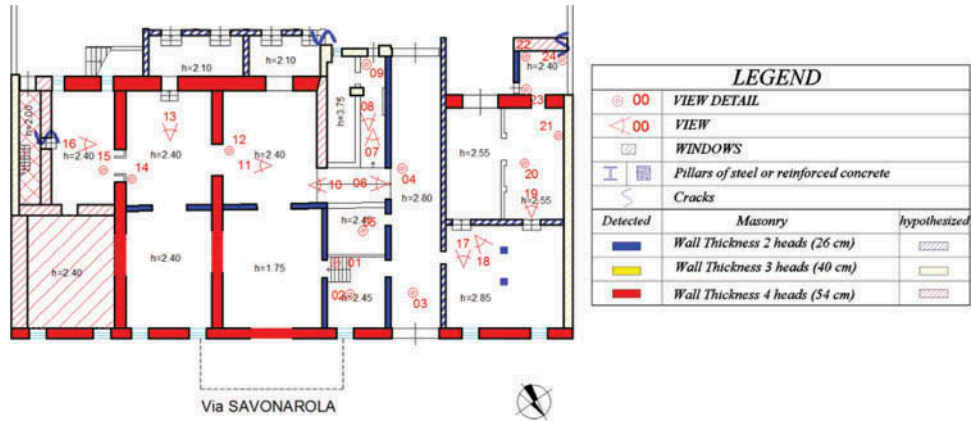 22
24
h=2.10
h=2.10
09
h=2.40
23
h=2.00
h=3.75
08
13
21
16
12
07
h=2.40
h=2.40
h=2.40
h=2.55
15
14
11
04
20
10
06
h=2.80
19
h=2.55
h=2.45
05
17
18
h=2.40
h=2.40
h=1.75
01
02
h=2.45
03
h=2.85
Via SAVONAROLA
LEGEND
00 VIEW DETAIL
00 VIEW
WINDOWS
Pillars of steel or reinforced concrete
Cracks
Detected Masonry hypothesized
Wall Thickness 2 heads (26 cm)
Wall Thickness 3 heads (40 cm)
Wall Thickness 4 heads (54 cm)